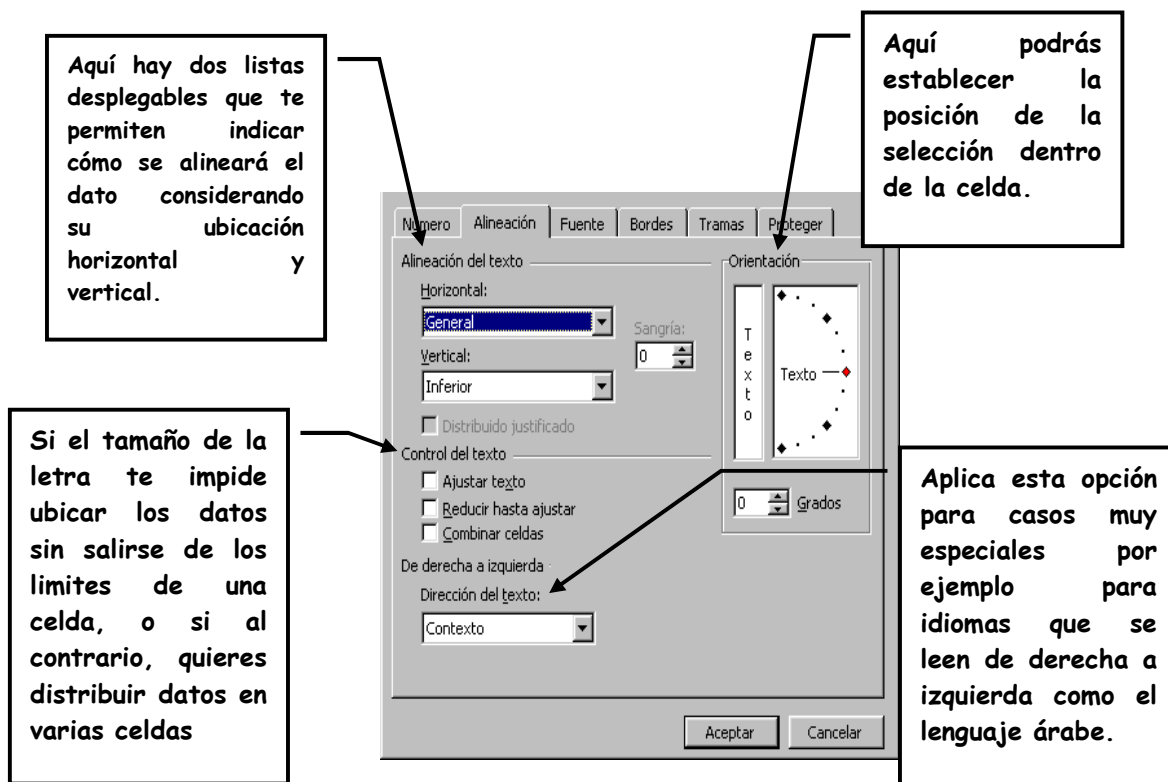 Aquí hay dos listas
desplegables que te
permiten indicar
cómo se alineará el
dato considerando
su ubicación
horizontal y
vertical.
Aquí podrás
establecer la
posición de la
selección dentro
de la celda.
Número Alineación Fuente Bordes Tramas Proteger
Alineación del texto
Horizontal:
General
Sangría:
0
Vertical:
Inferior
Distribuido justificado
Control del texto
Ajustar texto
Reducir hasta ajustar
Combinar celdas
De derecha a izquierda
Dirección del texto:
Contexto
Orientación
T
e
x
t
o
Texto
0 Grados
Aceptar Cancelar
Si el tamaño de la
letra te impide
ubicar los datos
sin salirse de los
limites de una
celda, o si al
contrario, quieres
distribuir datos en
varias celdas
Aplica esta opción
para casos muy
especiales por
ejemplo para
idiomas que se
leen de derecha a
izquierda como el
lenguaje árabe.